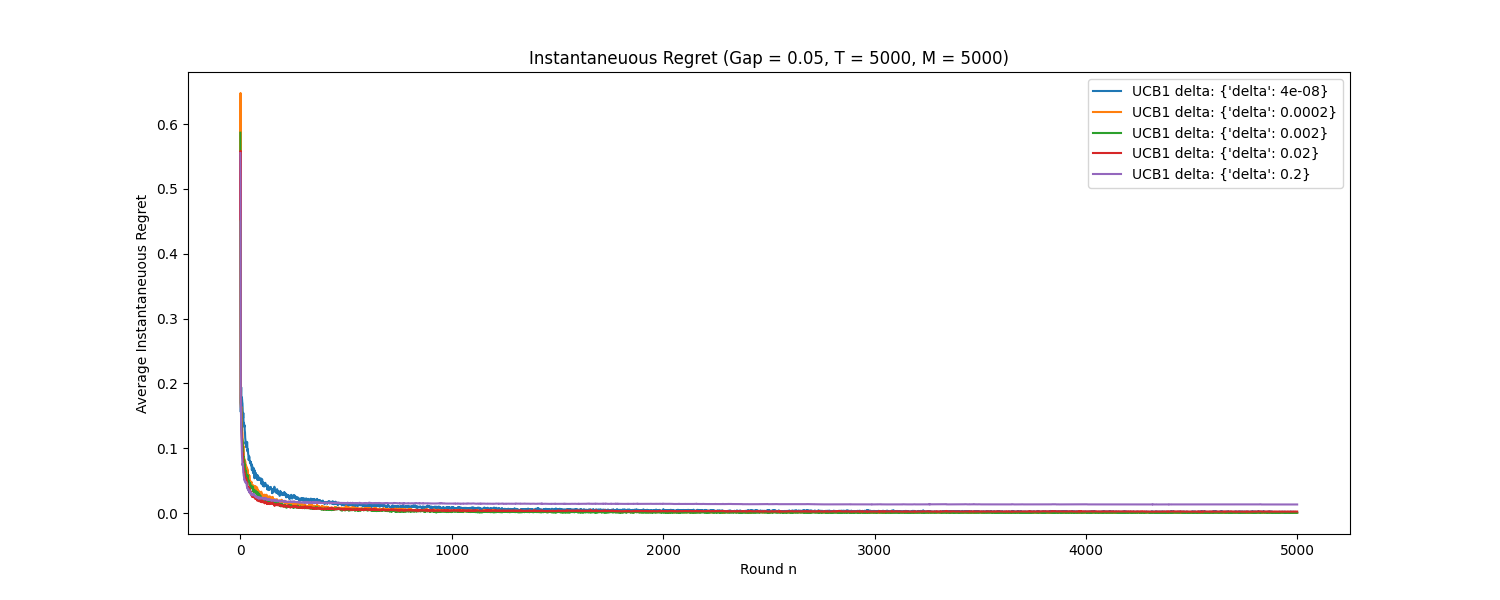 Instantaneuous Regret (Gap = 0.05, T = 5000, M = 5000)
UCB1 delta: {'delta': 4e-08}
UCB1 delta: {'delta': 0.0002}
UCB1 delta: {'delta': 0.002}
UCB1 delta: {'delta': 0.02}
UCB1 delta: {'delta': 0.2}
Average Instantaneuous Regret
0.6
0.5
0.4
0.3
0.2
0.1
0.0
0 1000 2000 3000 4000 5000
Round n